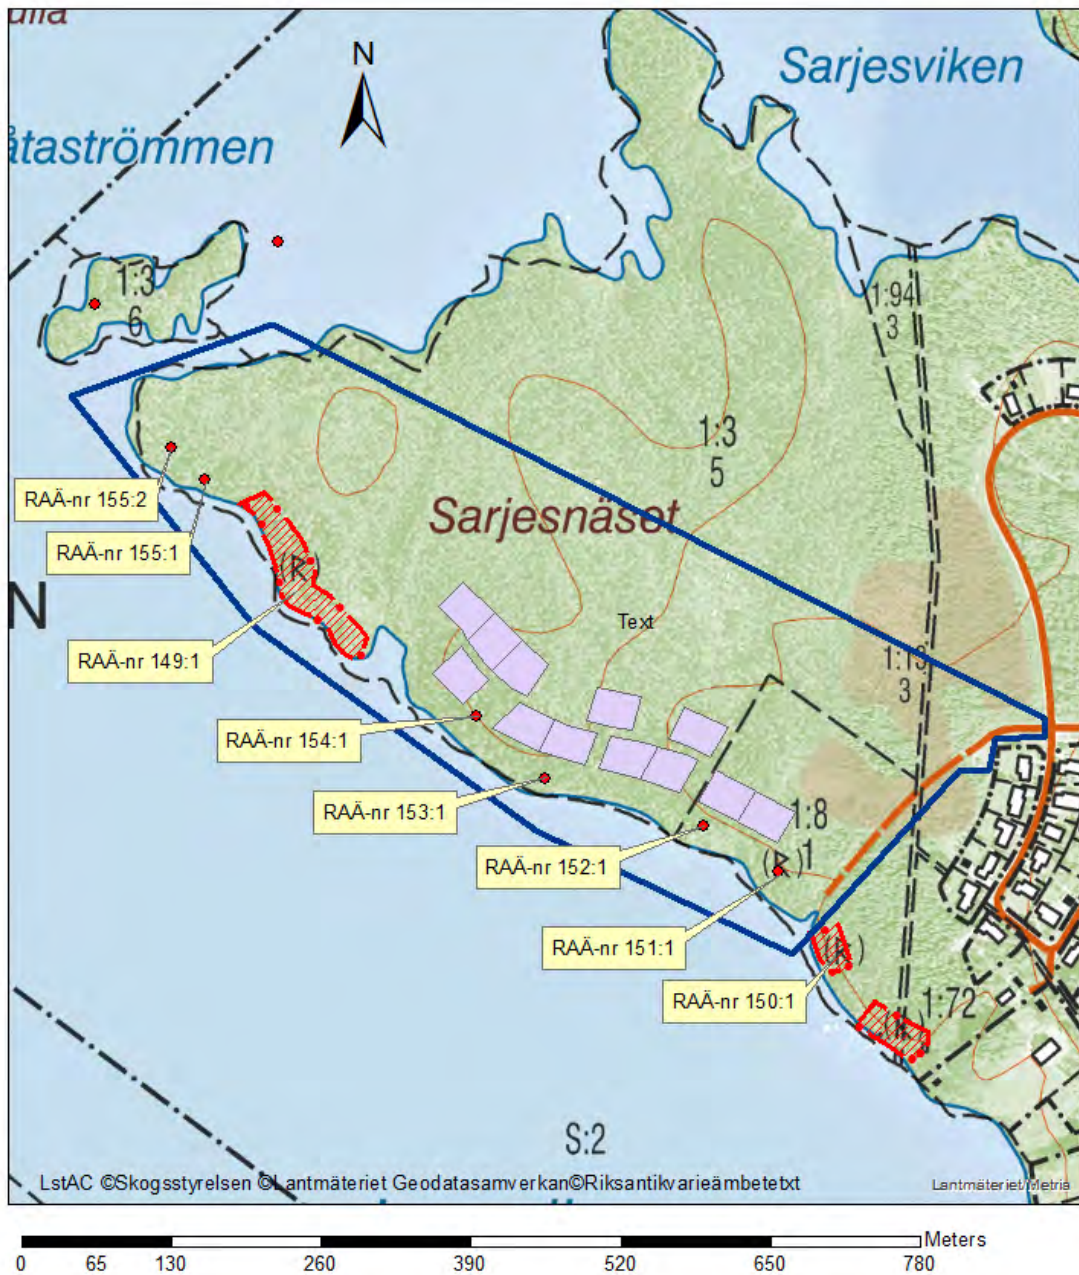 N
Sarjesviken
åtaströmmen
1:3
6
1:94
3
1:3
5
Sarjesnäset
RAÄ-nr 155:2
RAÄ-nr 155:1
(R)
N
Text
RAÄ-nr 149:1
1:13
3
RAÄ-nr 154:1
RAÄ-nr 153:1
1:8
1
(R)
RAÄ-nr 152:1
RAÄ-nr 151:1
(R)
RAÄ-nr 150:1
1:72
(R)
S:2
LstAC ©Skogsstyrelsen ©Lantmäteriet Geodatasamverkan©Riksantikvarieämbetetxt
Lantmäteriet/Metria
Meters
0 65 130 260 390 520 650 780